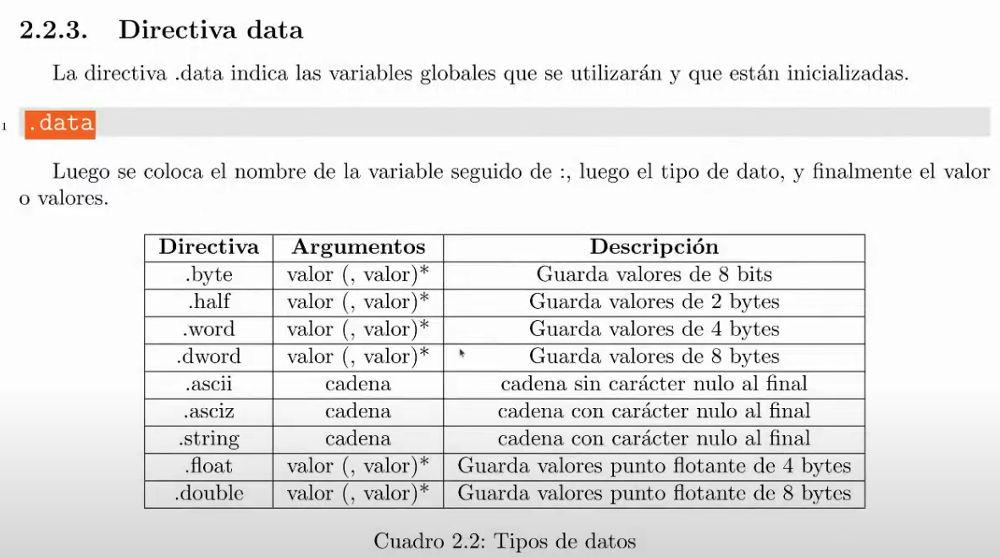 2.2.3. Directiva data
La directiva .data indica las variables globales que se utilizarán y que están inicializadas.
1 .data
Luego se coloca el nombre de la variable seguido de :, luego el tipo de dato, y finalmente el valor
o valores.
Directiva Argumentos Descripción
.byte valor (, valor)* Guarda valores de 8 bits
.half valor (, valor)* Guarda valores de 2 bytes
.word valor (, valor)* Guarda valores de 4 bytes
.dword valor (, valor)* Guarda valores de 8 bytes
.ascii cadena cadena sin carácter nulo al final
.asciz cadena cadena con carácter nulo al final
.string cadena cadena con carácter nulo al final
.float valor (, valor)* Guarda valores punto flotante de 4 bytes
.double valor (, valor)* Guarda valores punto flotante de 8 bytes
Cuadro 2.2: Tipos de datos